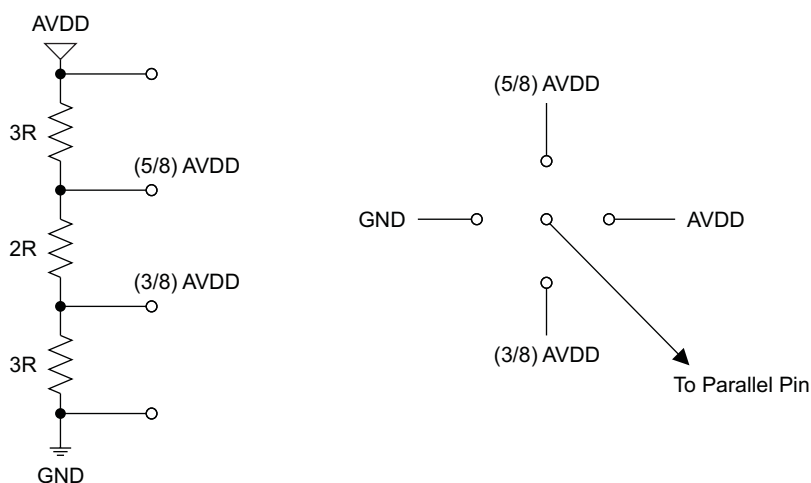 AVDD
3R
(5/8) AVDD
2R
(3/8) AVDD
3R
GND
(5/8) AVDD
GND
AVDD
(3/8) AVDD
To Parallel Pin